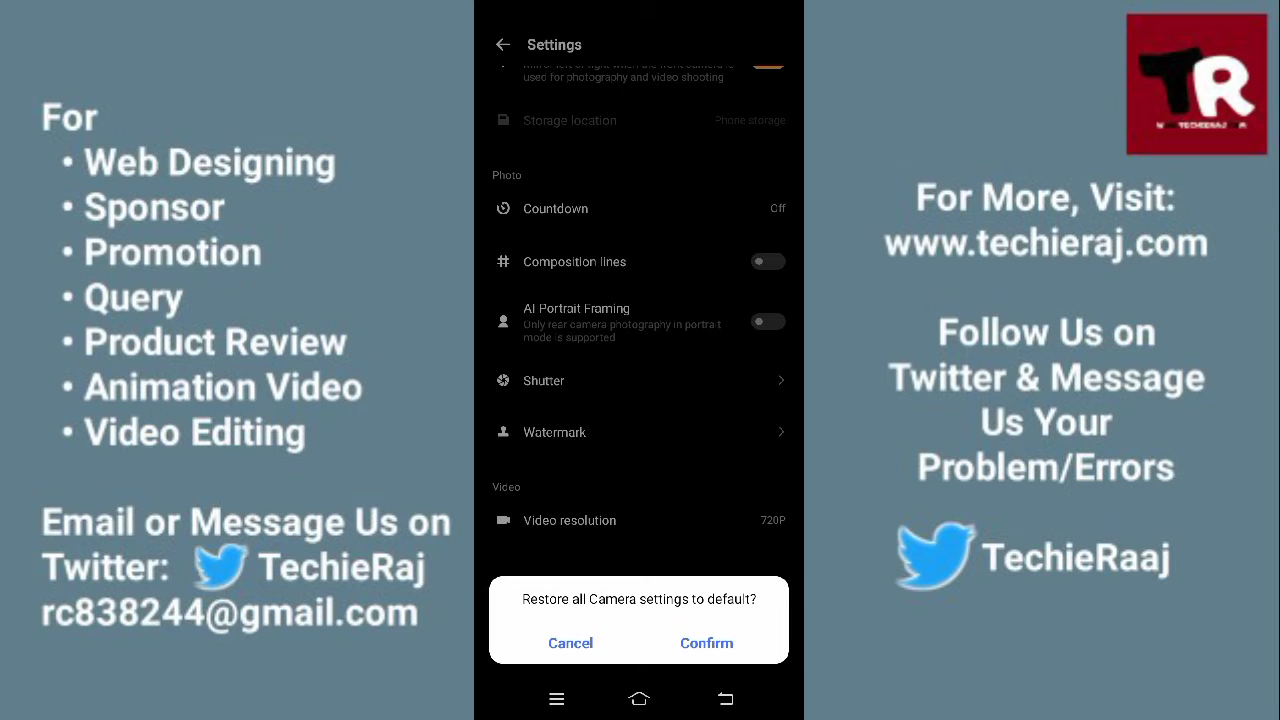 For
• Web Designing
• Sponsor
• Promotion
• Query
• Product Review
• Animation Video
• Video Editing
Email or Message Us on
Twitter: TechieRaj
rc838244@gmail.com
Settings
used for photography and video shooting
Storage location Phone storage
Photo
Countdown Off
Composition lines
AI Portrait Framing
Only rear camera photography in portrait
mode is supported
Shutter
Watermark
Video
Video resolution 720P
Restore all Camera settings to default?
Cancel Confirm
TR
For More, Visit:
www.techieraj.com
Follow Us on
Twitter & Message
Us Your
Problem/Errors
TechieRaaj